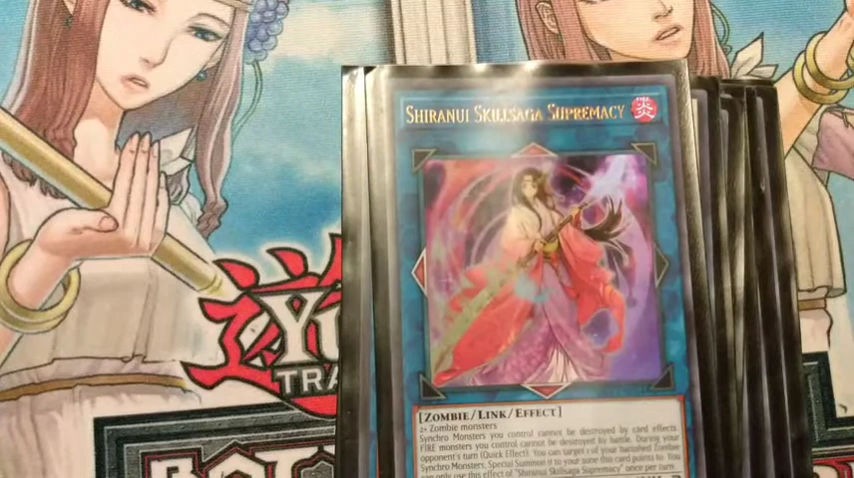 SHIRANUI SKILLSAGA SUPREMACY
FIRE
炎
[ZOMBIE/LINK/EFFECT]
2+ Zombie monsters
Synchro Monsters you control cannot be destroyed by card effects.
FIRE monsters you control cannot be destroyed by battle. During your
opponent's turn (Quick Effect): You can target 1 of your banished Zombie
Synchro Monsters; Special Summon it to your zone this card points to. You
can only use this effect of "Shiranui Skillsaga Supremacy" once per turn.
遊
TRA